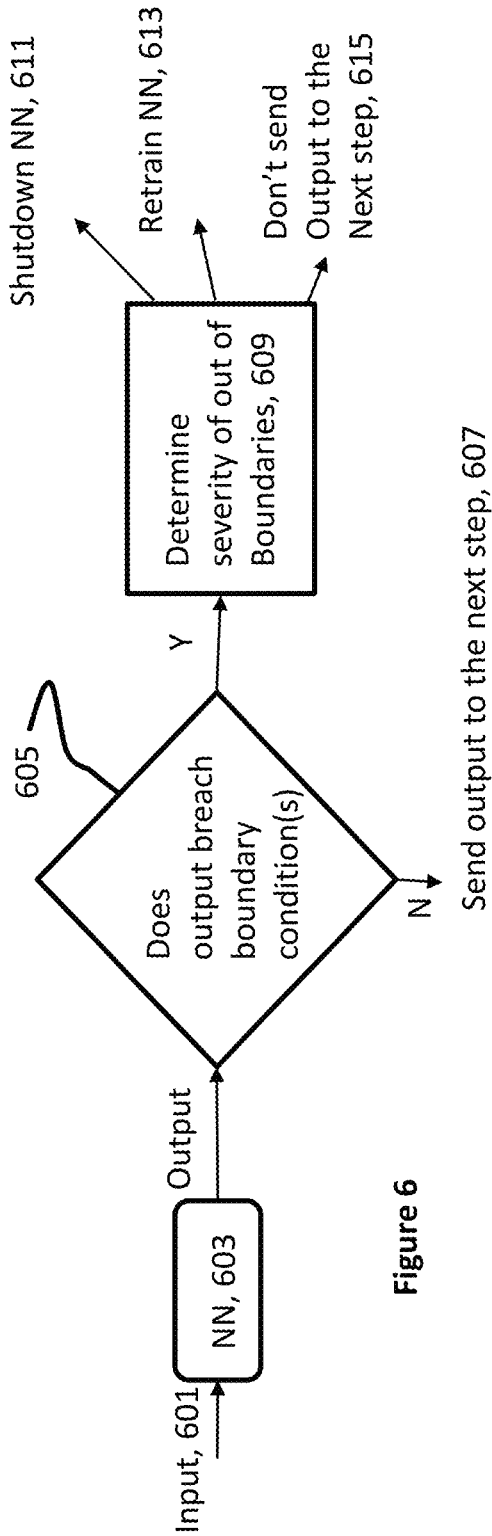 Input, 601
NN, 603
Output
605
Does
output breach
boundary
condition(s)
Y
N
Send output to the next step, 607
Determine
severity of out of
Boundaries, 609
Shutdown NN, 611
Retrain NN, 613
Don't send
Output to the
Next step, 615
Figure 6